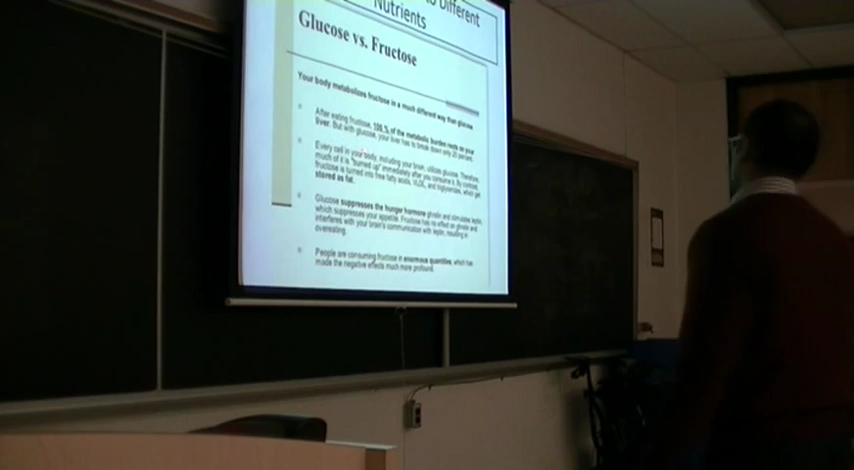 to Different
Nutrients
Glucose vs. Fructose
Your body metabolizes fructose in a much different way than glucose
After eating fructose, 100 % of the metabolic burden rests on your
liver. But with glucose, your liver has to break down only 20 percent.
Every cell in your body, including your brain, utilizes glucose. Therefore,
much of it is "burned up" immediately after you consume it. By contrast,
fructose is turned into free fatty acids, VLDL, and triglycerides, which get
stored as fat.
Glucose suppresses the hunger hormone ghrelin and stimulates leptin,
which suppresses your appetite. Fructose has no effect on ghrelin and
interferes with your brain's communication with leptin, resulting in
overeating.
People are consuming fructose in enormous quantities, which has
made the negative effects much more profound.